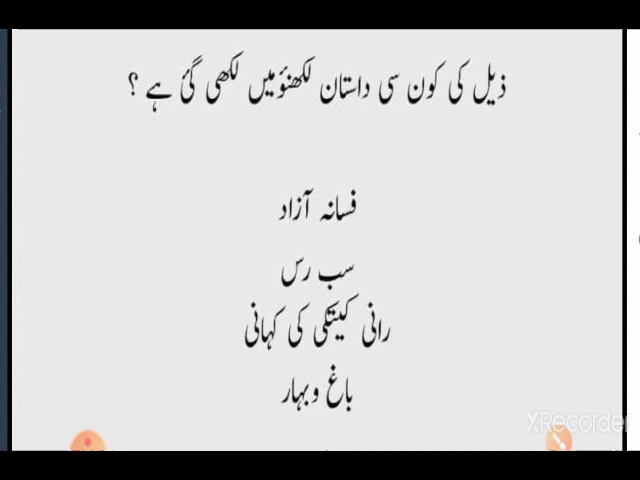 ذیل کی کون سی داستان لکھنؤ میں لکھی گئ ہے ؟
فسانہ آزاد
سب رس
رانی کیتکی کی کہانی
باغ و بہار
XRecorder